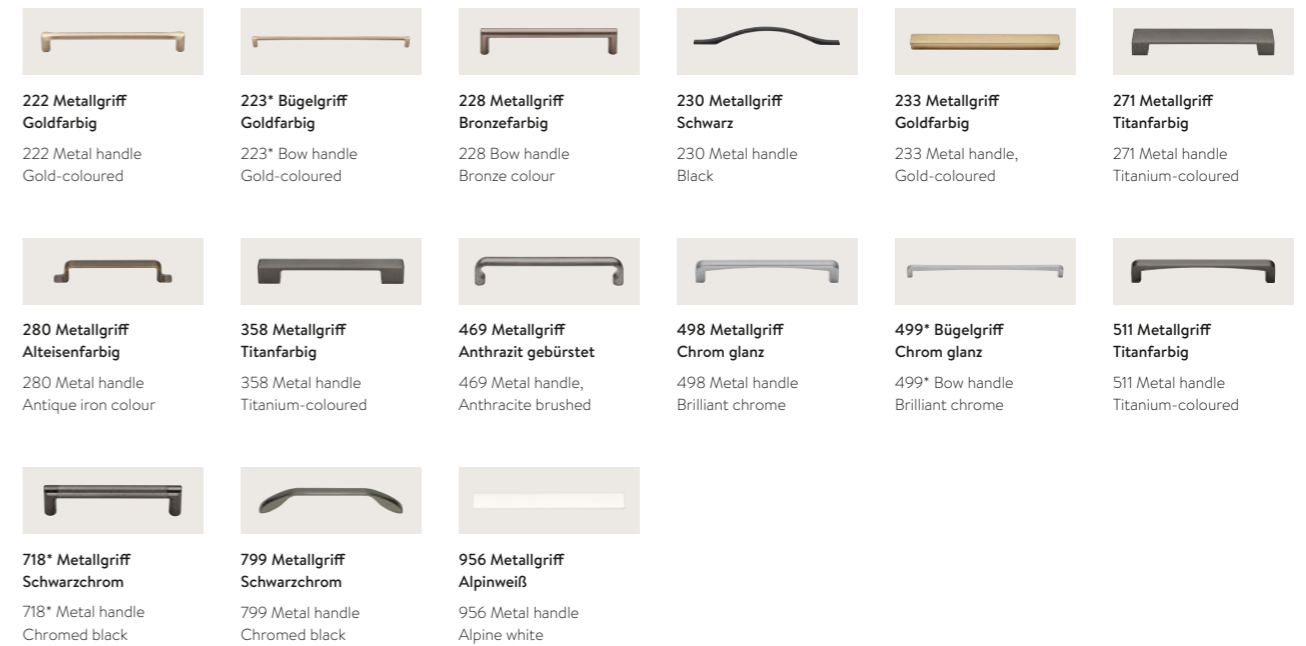 222 Metallgriff
Goldfarbig
222 Metal handle
Gold-coloured
223* Bügelgriff
Goldfarbig
223* Bow handle
Gold-coloured
228 Metallgriff
Bronzefarbig
228 Bow handle
Bronze colour
230 Metallgriff
Schwarz
230 Metal handle
Black
233 Metallgriff
Goldfarbig
233 Metal handle,
Gold-coloured
271 Metallgriff
Titanfarbig
271 Metal handle
Titanium-coloured
280 Metallgriff
Alteisenfarbig
280 Metal handle
Antique iron colour
358 Metallgriff
Titanfarbig
358 Metal handle
Titanium-coloured
469 Metallgriff
Anthrazit gebürstet
469 Metal handle,
Anthracite brushed
498 Metallgriff
Chrom glanz
498 Metal handle
Brilliant chrome
499* Bügelgriff
Chrom glanz
499* Bow handle
Brilliant chrome
511 Metallgriff
Titanfarbig
511 Metal handle
Titanium-coloured
718* Metallgriff
Schwarzchrom
718* Metal handle
Chromed black
799 Metallgriff
Schwarzchrom
799 Metal handle
Chromed black
956 Metallgriff
Alpinweiß
956 Metal handle
Alpine white